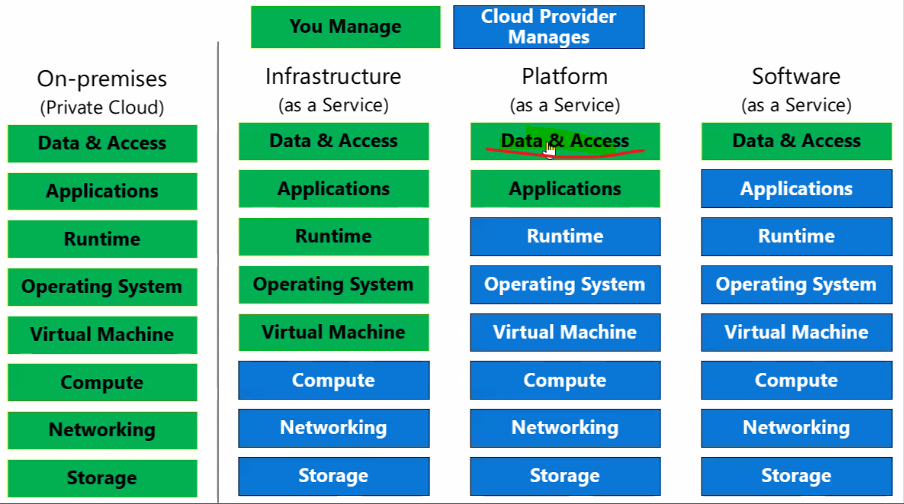 You Manage
Cloud Provider
Manages
On-premises
(Private Cloud)
Data & Access
Applications
Runtime
Operating System
Virtual Machine
Compute
Networking
Storage
Infrastructure
(as a Service)
Data & Access
Applications
Runtime
Operating System
Virtual Machine
Compute
Networking
Storage
Platform
(as a Service)
Data & Access
Applications
Runtime
Operating System
Virtual Machine
Compute
Networking
Storage
Software
(as a Service)
Data & Access
Applications
Runtime
Operating System
Virtual Machine
Compute
Networking
Storage